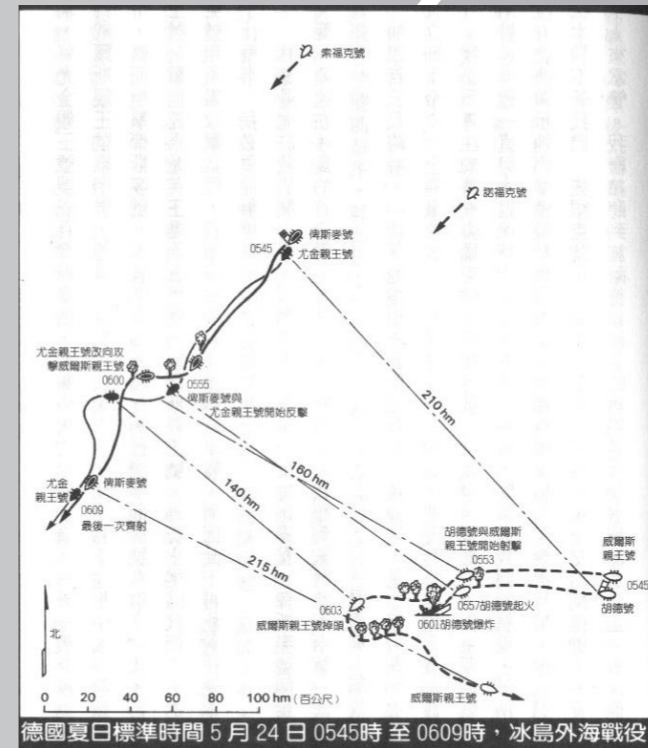 索福克號
諾福克號
俾斯麥號
0545
尤金親王號
尤金親王號改向攻
擊威爾斯親王號
0600
0555
俾斯麥號與
尤金親王號開始反擊
210 hm
160 hm
140 hm
215 hm
尤金
親王號
俾斯麥號
0609
最後一次齊射
胡德號與威爾斯
親王號開始射擊
0553
威爾斯
親王號
0545
胡德號
0557胡德號起火
0601胡德號爆炸
0603
威爾斯親王號掉頭
威爾斯親王號
北
0 20 40 60 80 100 hm (百公尺)
德國夏日標準時間 5 月 24 日 0545時 至 0609時，冰島外海戰役